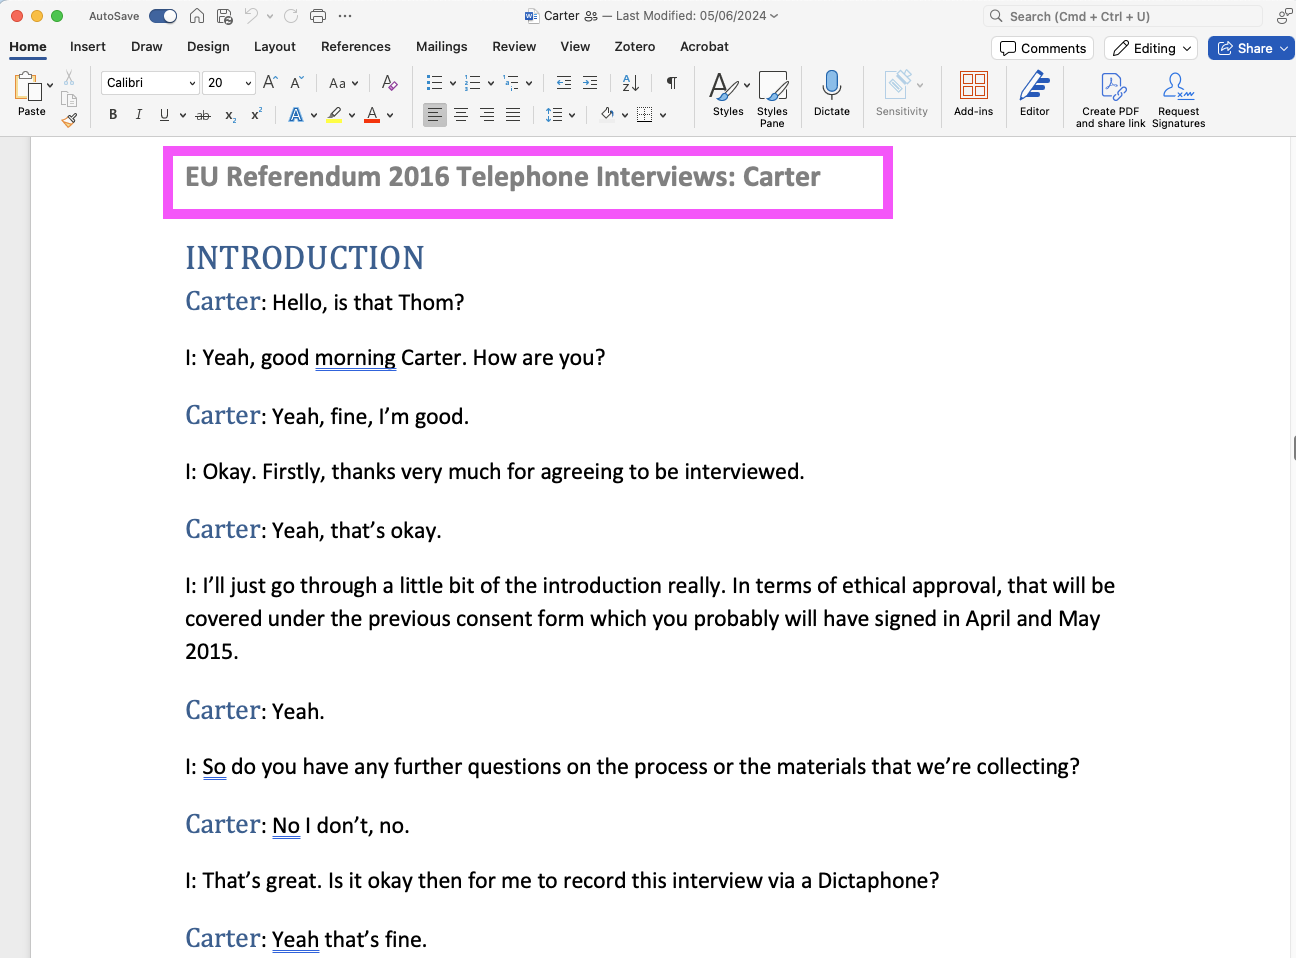 AutoSave
Carter — Last Modified: 05/06/2024
Search (Cmd + Ctrl + U)
Home Insert Draw Design Layout References Mailings Review View Zotero Acrobat
Comments Editing Share
Paste
Calibri 20
Styles
Styles Pane
Dictate
Sensitivity
Add-ins
Editor
Create PDF and share link
Request Signatures
EU Referendum 2016 Telephone Interviews: Carter
INTRODUCTION
Carter: Hello, is that Thom?
I: Yeah, good morning Carter. How are you?
Carter: Yeah, fine, I’m good.
I: Okay. Firstly, thanks very much for agreeing to be interviewed.
Carter: Yeah, that’s okay.
I: I’ll just go through a little bit of the introduction really. In terms of ethical approval, that will be
covered under the previous consent form which you probably will have signed in April and May
2015.
Carter: Yeah.
I: So do you have any further questions on the process or the materials that we’re collecting?
Carter: No I don’t, no.
I: That’s great. Is it okay then for me to record this interview via a Dictaphone?
Carter: Yeah that’s fine.